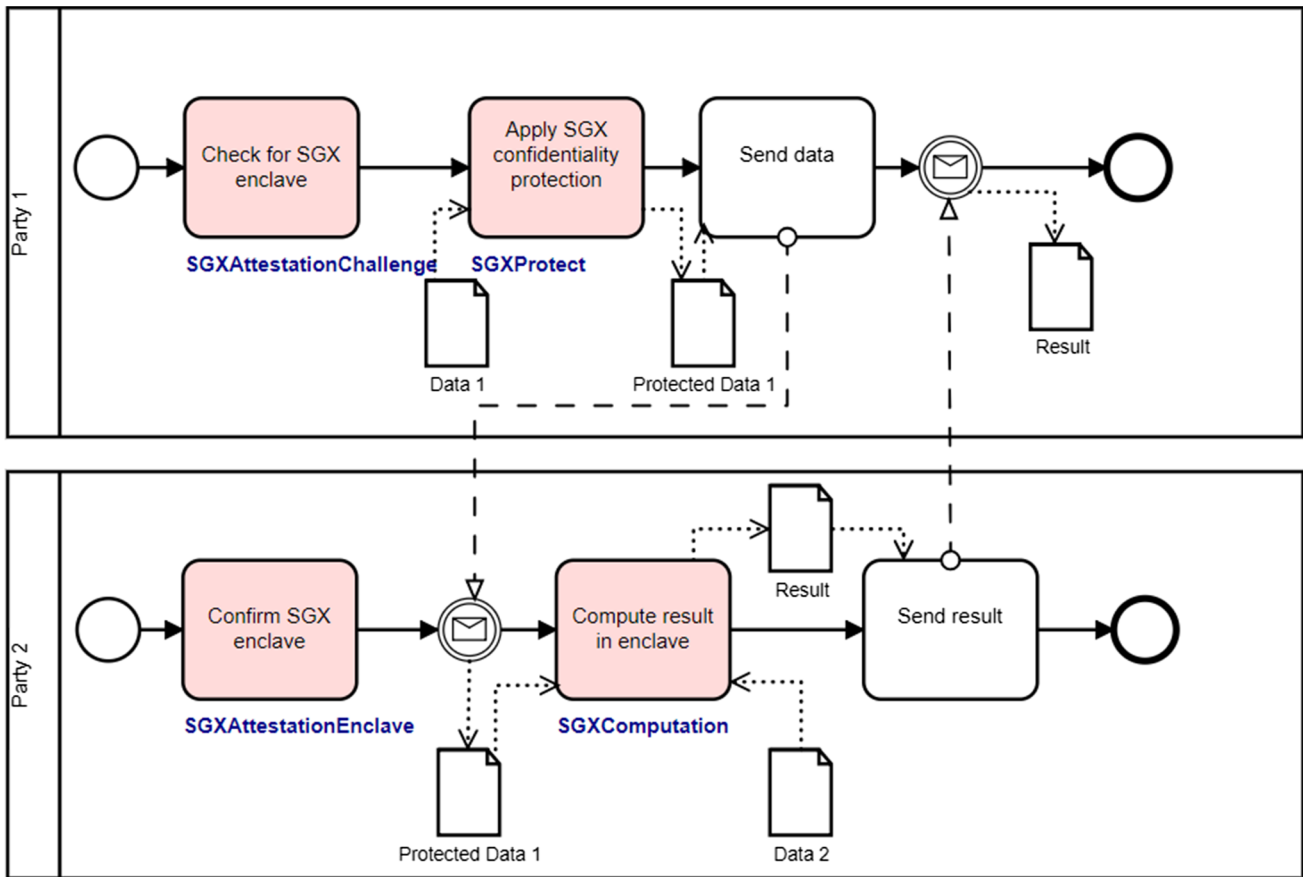 Party 1
Check for SGX
enclave
SGXAttestationChallenge
Apply SGX
confidentiality
protection
SGXProtect
Send data
Data 1
Protected Data 1
Result
Party 2
Confirm SGX
enclave
SGXAttestationEnclave
Compute result
in enclave
SGXComputation
Result
Send result
Protected Data 1
Data 2